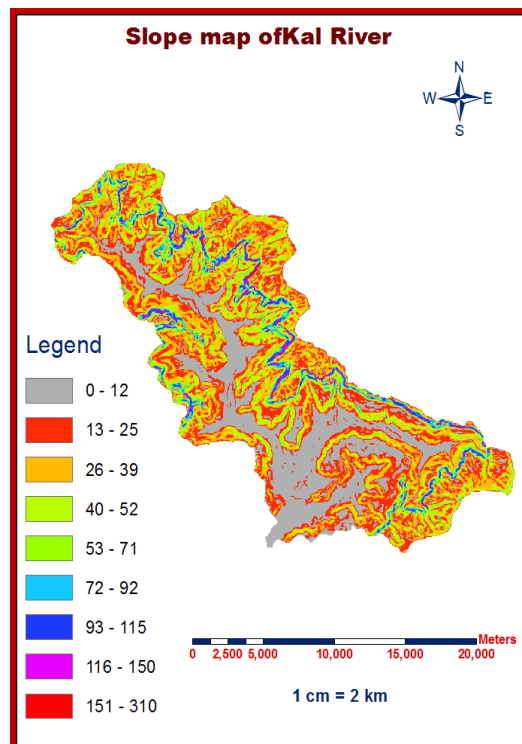 Slope map ofKal River
N
W E
S
Legend
0 - 12
13 - 25
26 - 39
40 - 52
53 - 71
72 - 92
93 - 115
116 - 150
151 - 310
Meters
0 2,500 5,000 10,000 15,000 20,000
1 cm = 2 km